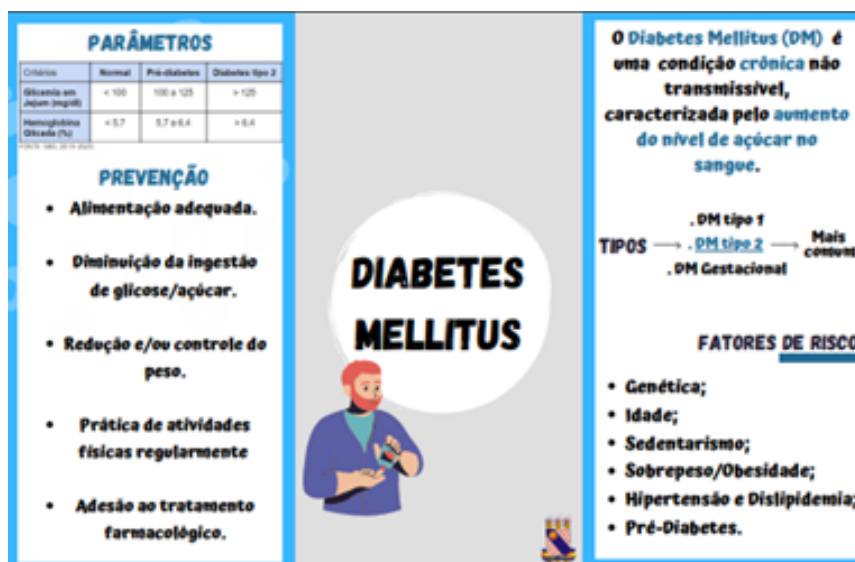 PARÂMETROS
Critérios Normal Pré-diabetes Diabetes tipo 2
Glicemia em
Jejum (mg/dl)
< 100 100 a 125 > 125
Hemoglobina
Glicada (%)
< 5,7 5,7 a 6,4 > 6,4
PREVENÇÃO
• Alimentação adequada.
• Diminuição da ingestão
de glicose/açúcar.
• Redução e/ou controle do
peso.
• Prática de atividades
físicas regularmente
• Adesão ao tratamento
farmacológico.
DIABETES
MELLITUS
O Diabetes Mellitus (DM) é
uma condição crônica não
transmissível,
caracterizada pelo aumento
do nível de açúcar no
sangue.
. DM tipo 1
TIPOS → . DM tipo 2 → Mais
comum
. DM Gestacional
FATORES DE RISCO
• Genética;
• Idade;
• Sedentarismo;
• Sobrepeso/Obesidade;
• Hipertensão e Dislipidemia;
• Pré-Diabetes.